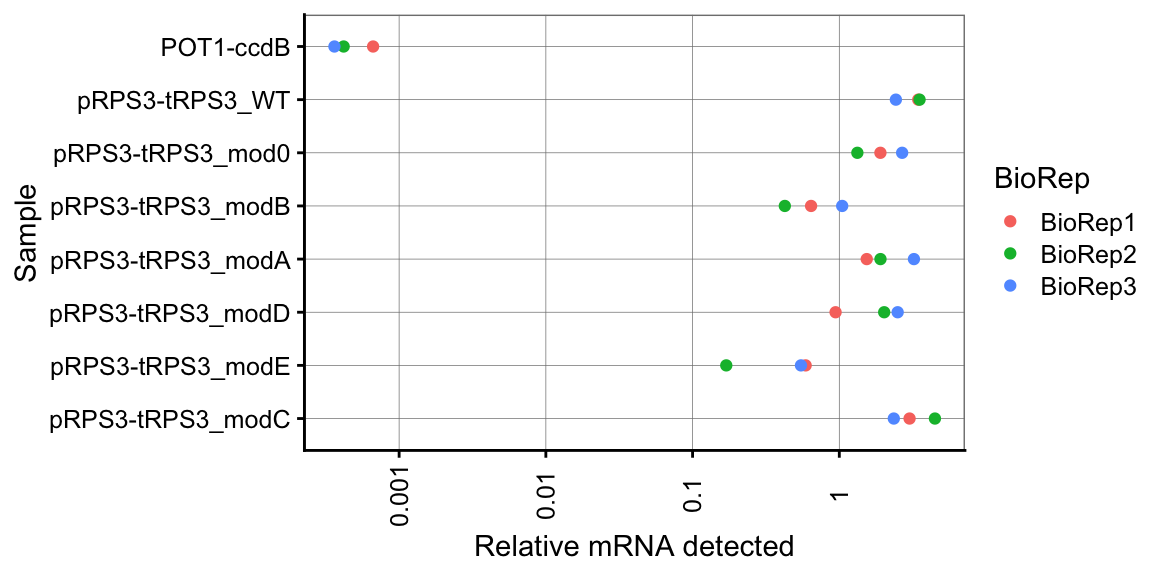 POT1-ccdB
pRPS3-tRPS3_WT
pRPS3-tRPS3_mod0
pRPS3-tRPS3_modB
pRPS3-tRPS3_modA
pRPS3-tRPS3_modD
pRPS3-tRPS3_modE
pRPS3-tRPS3_modC
Sample
0.001
0.01
0.1
1
Relative mRNA detected
BioRep
BioRep1
BioRep2
BioRep3